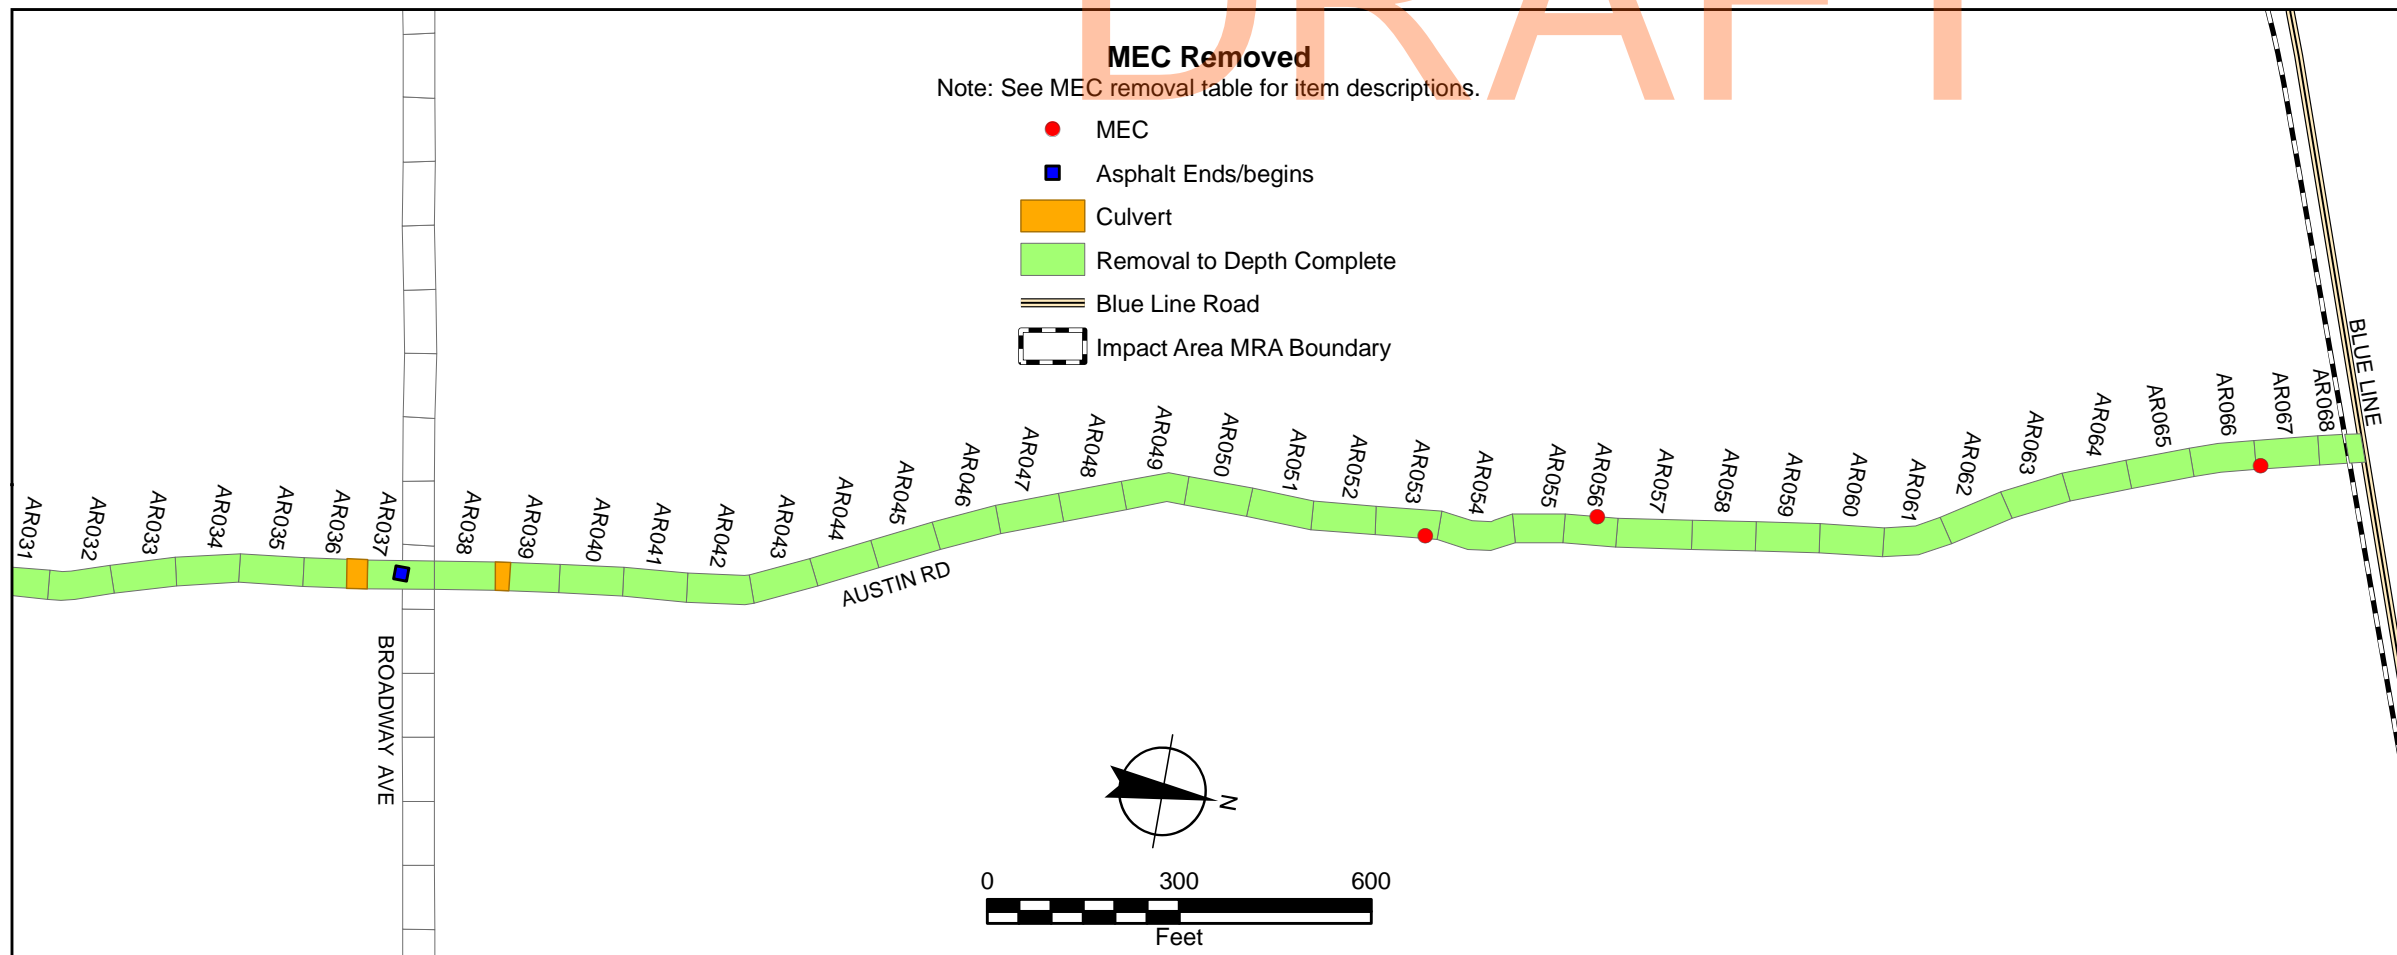 DRAFT
MEC Removed
Note: See MEC removal table for item descriptions.
MEC
Asphalt Ends/begins
Culvert
Removal to Depth Complete
Blue Line Road
Impact Area MRA Boundary
BLUE LINE
AR031
AR032
AR033
AR034
AR035
AR036
AR037
AR038
AR039
AR040
AR041
AR042
AR043
AR044
AR045
AR046
AR047
AR048
AR049
AR050
AR051
AR052
AR053
AR054
AR055
AR056
AR057
AR058
AR059
AR060
AR061
AR062
AR063
AR064
AR065
AR066
AR067
AR068
AUSTIN RD
BROADWAY AVE
N
0 300 600
Feet